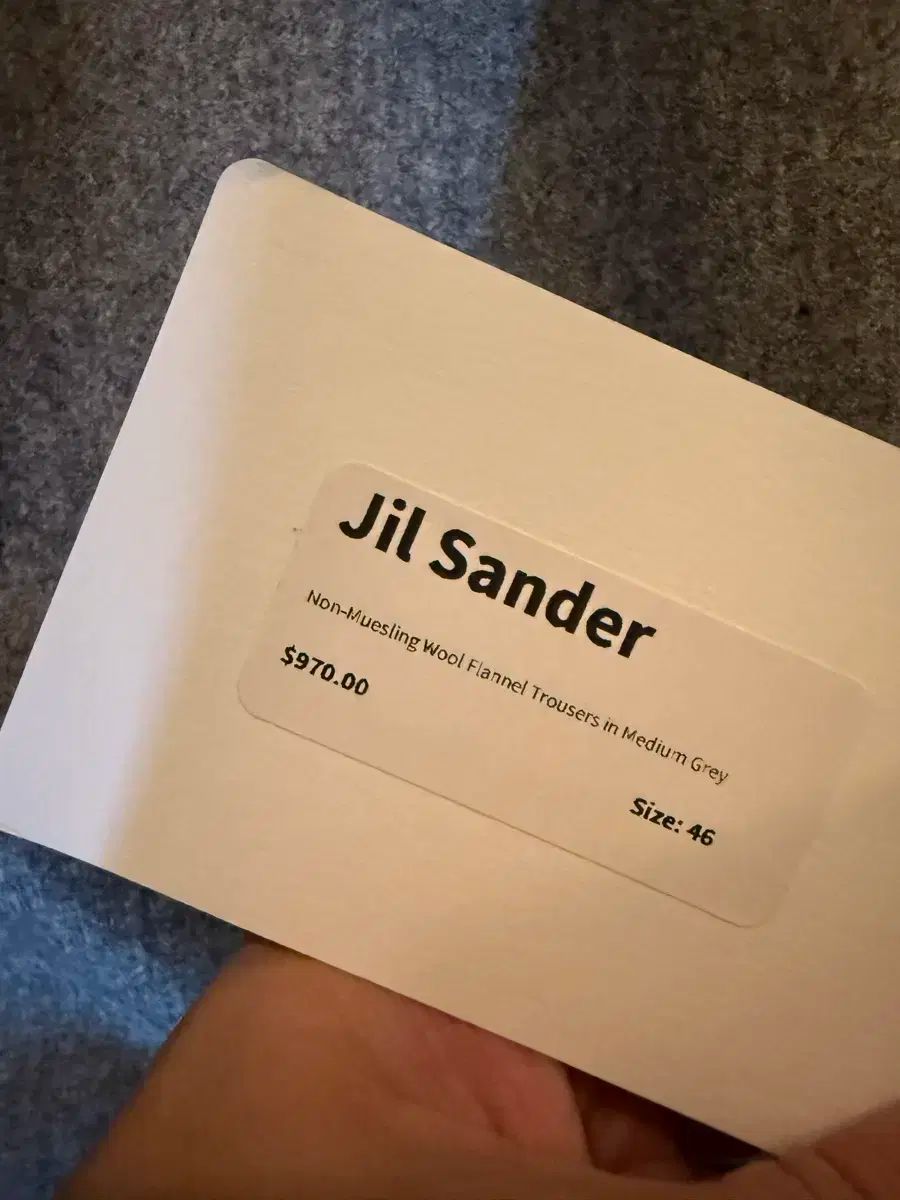 Jil Sander
Non-Muesling Wool Flannel Trousers in Medium Grey
$970.00
Size: 46